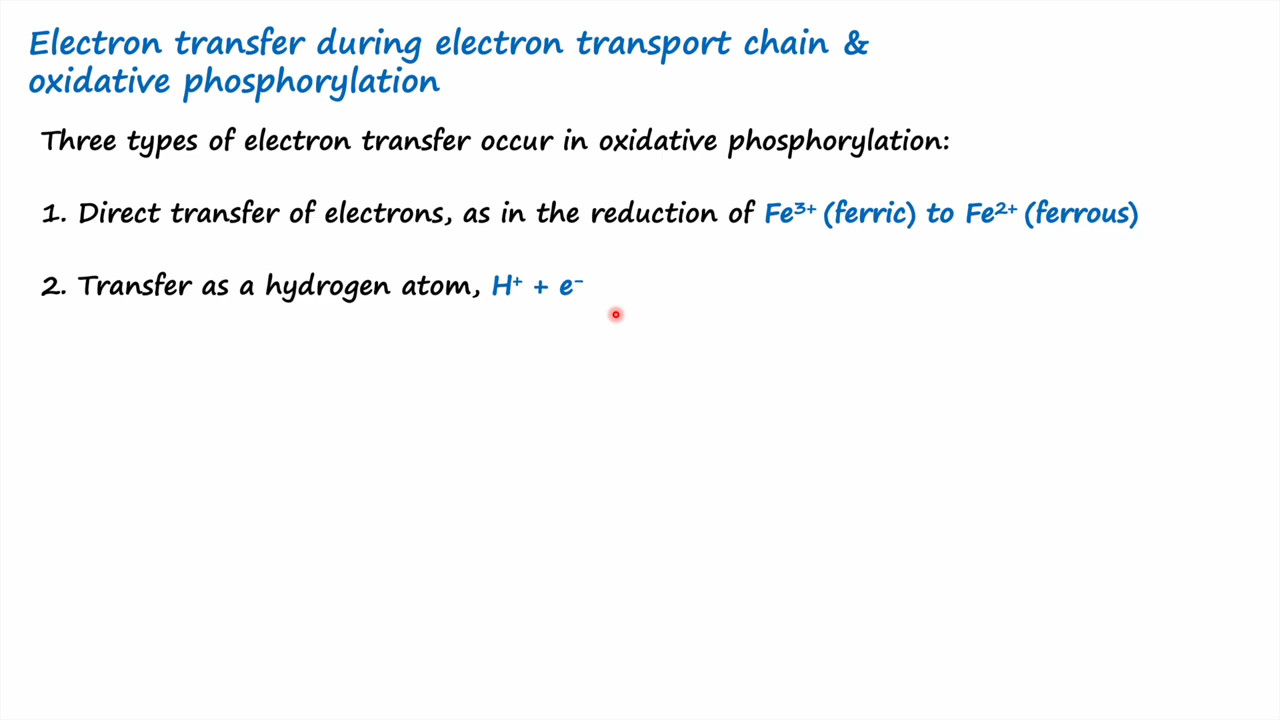 Electron transfer during electron transport chain &
oxidative phosphorylation
Three types of electron transfer occur in oxidative phosphorylation:
1. Direct transfer of electrons, as in the reduction of Fe³⁺ (ferric) to Fe²⁺ (ferrous)
2. Transfer as a hydrogen atom, H⁺ + e⁻